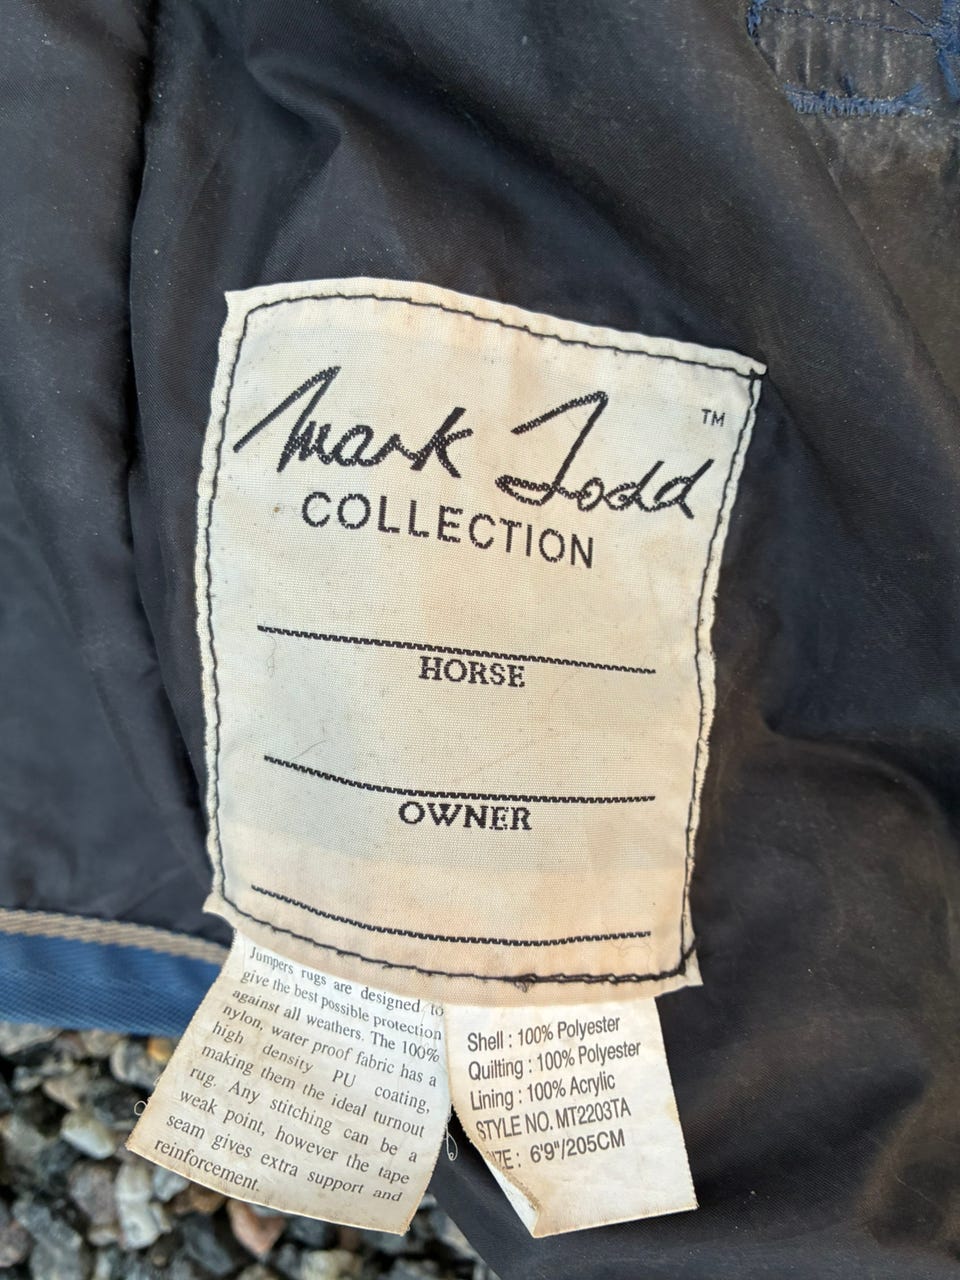 Mark Todd
TM
COLLECTION
HORSE
OWNER
Jumpers rugs are designed to
give the best possible protection
against all weathers. The 100%
nylon, water proof fabric has a
high density PU coating,
making them the ideal turnout
rug. Any stitching can be a
weak point, however the tape
seam gives extra support and
reinforcement.
Shell : 100% Polyester
Quilting : 100% Polyester
Lining : 100% Acrylic
STYLE NO. MT2203TA
ZE : 6'9"/205CM